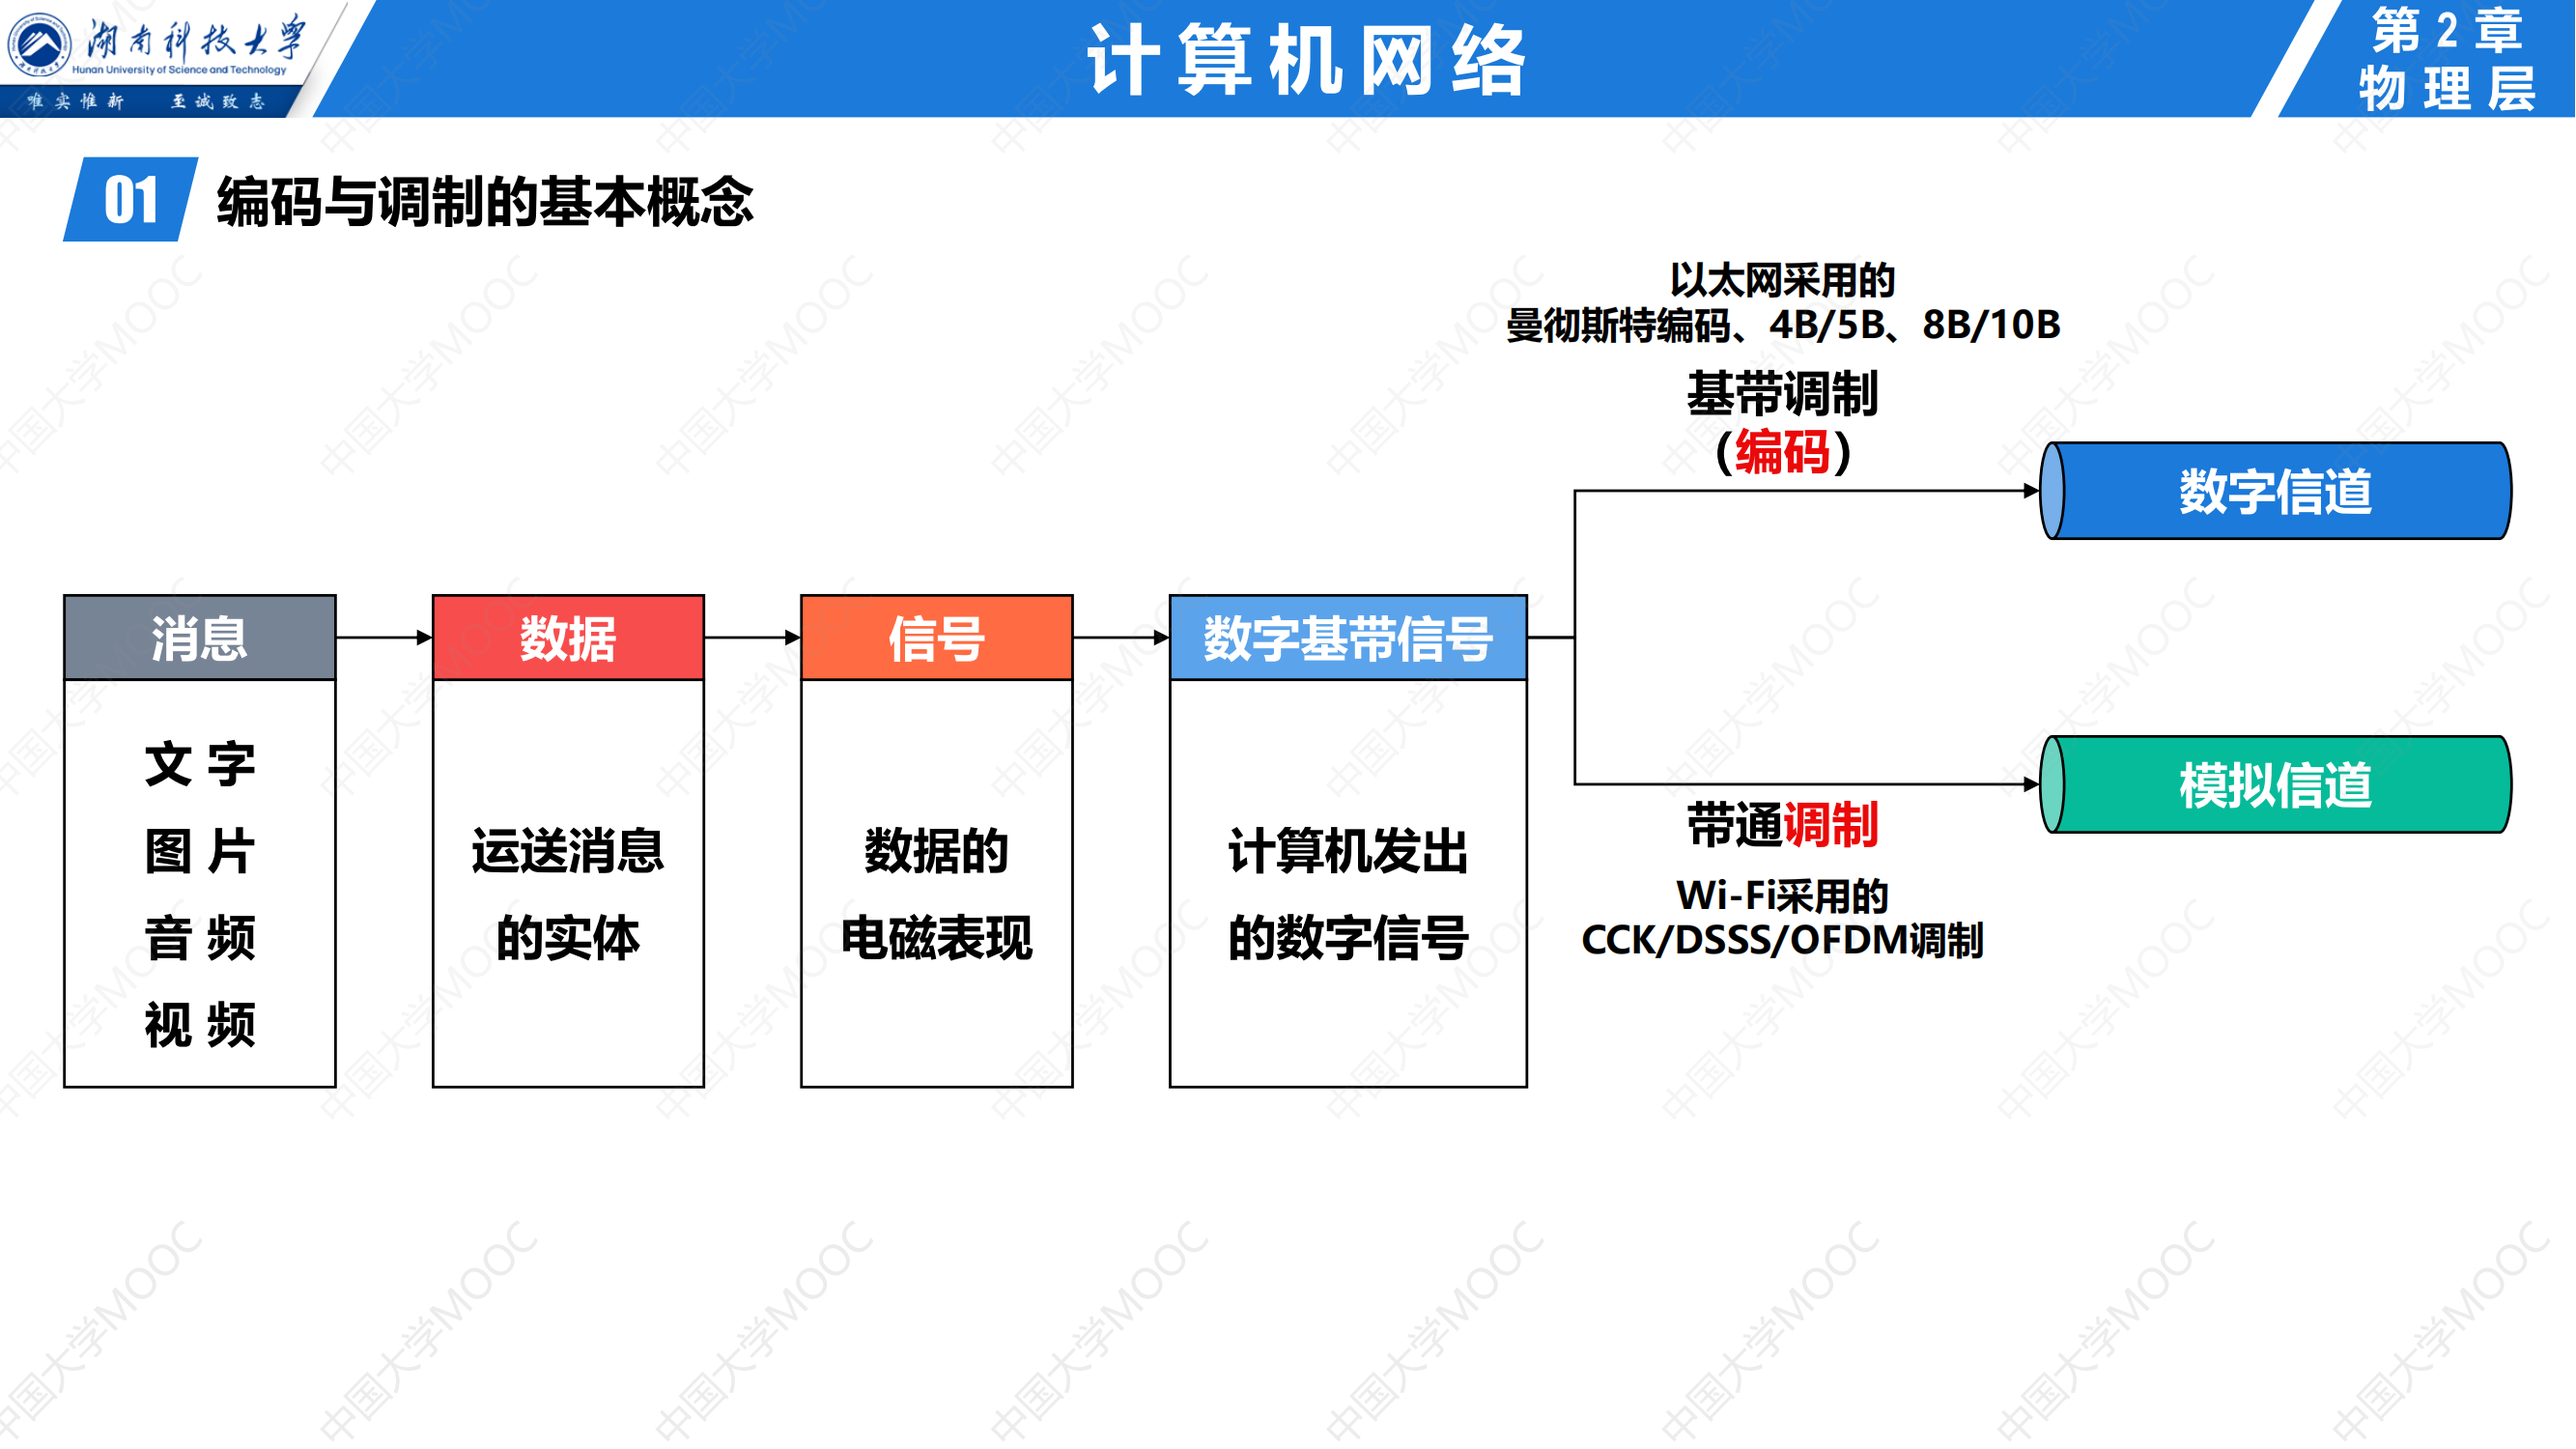 湖南科技大学
Hunan University of Science and Technology
唯实惟新 至诚致志
计算机网络
第2章
物理层
01 编码与调制的基本概念
以太网采用的
曼彻斯特编码、4B/5B、8B/10B
基带调制
（编码）
数字信道
消息
文字
图片
音频
视频
数据
运送消息
的实体
信号
数据的
电磁表现
数字基带信号
计算机发出
的数字信号
模拟信道
带通调制
Wi-Fi采用的
CCK/DSSS/OFDM调制
中国大学MOOC